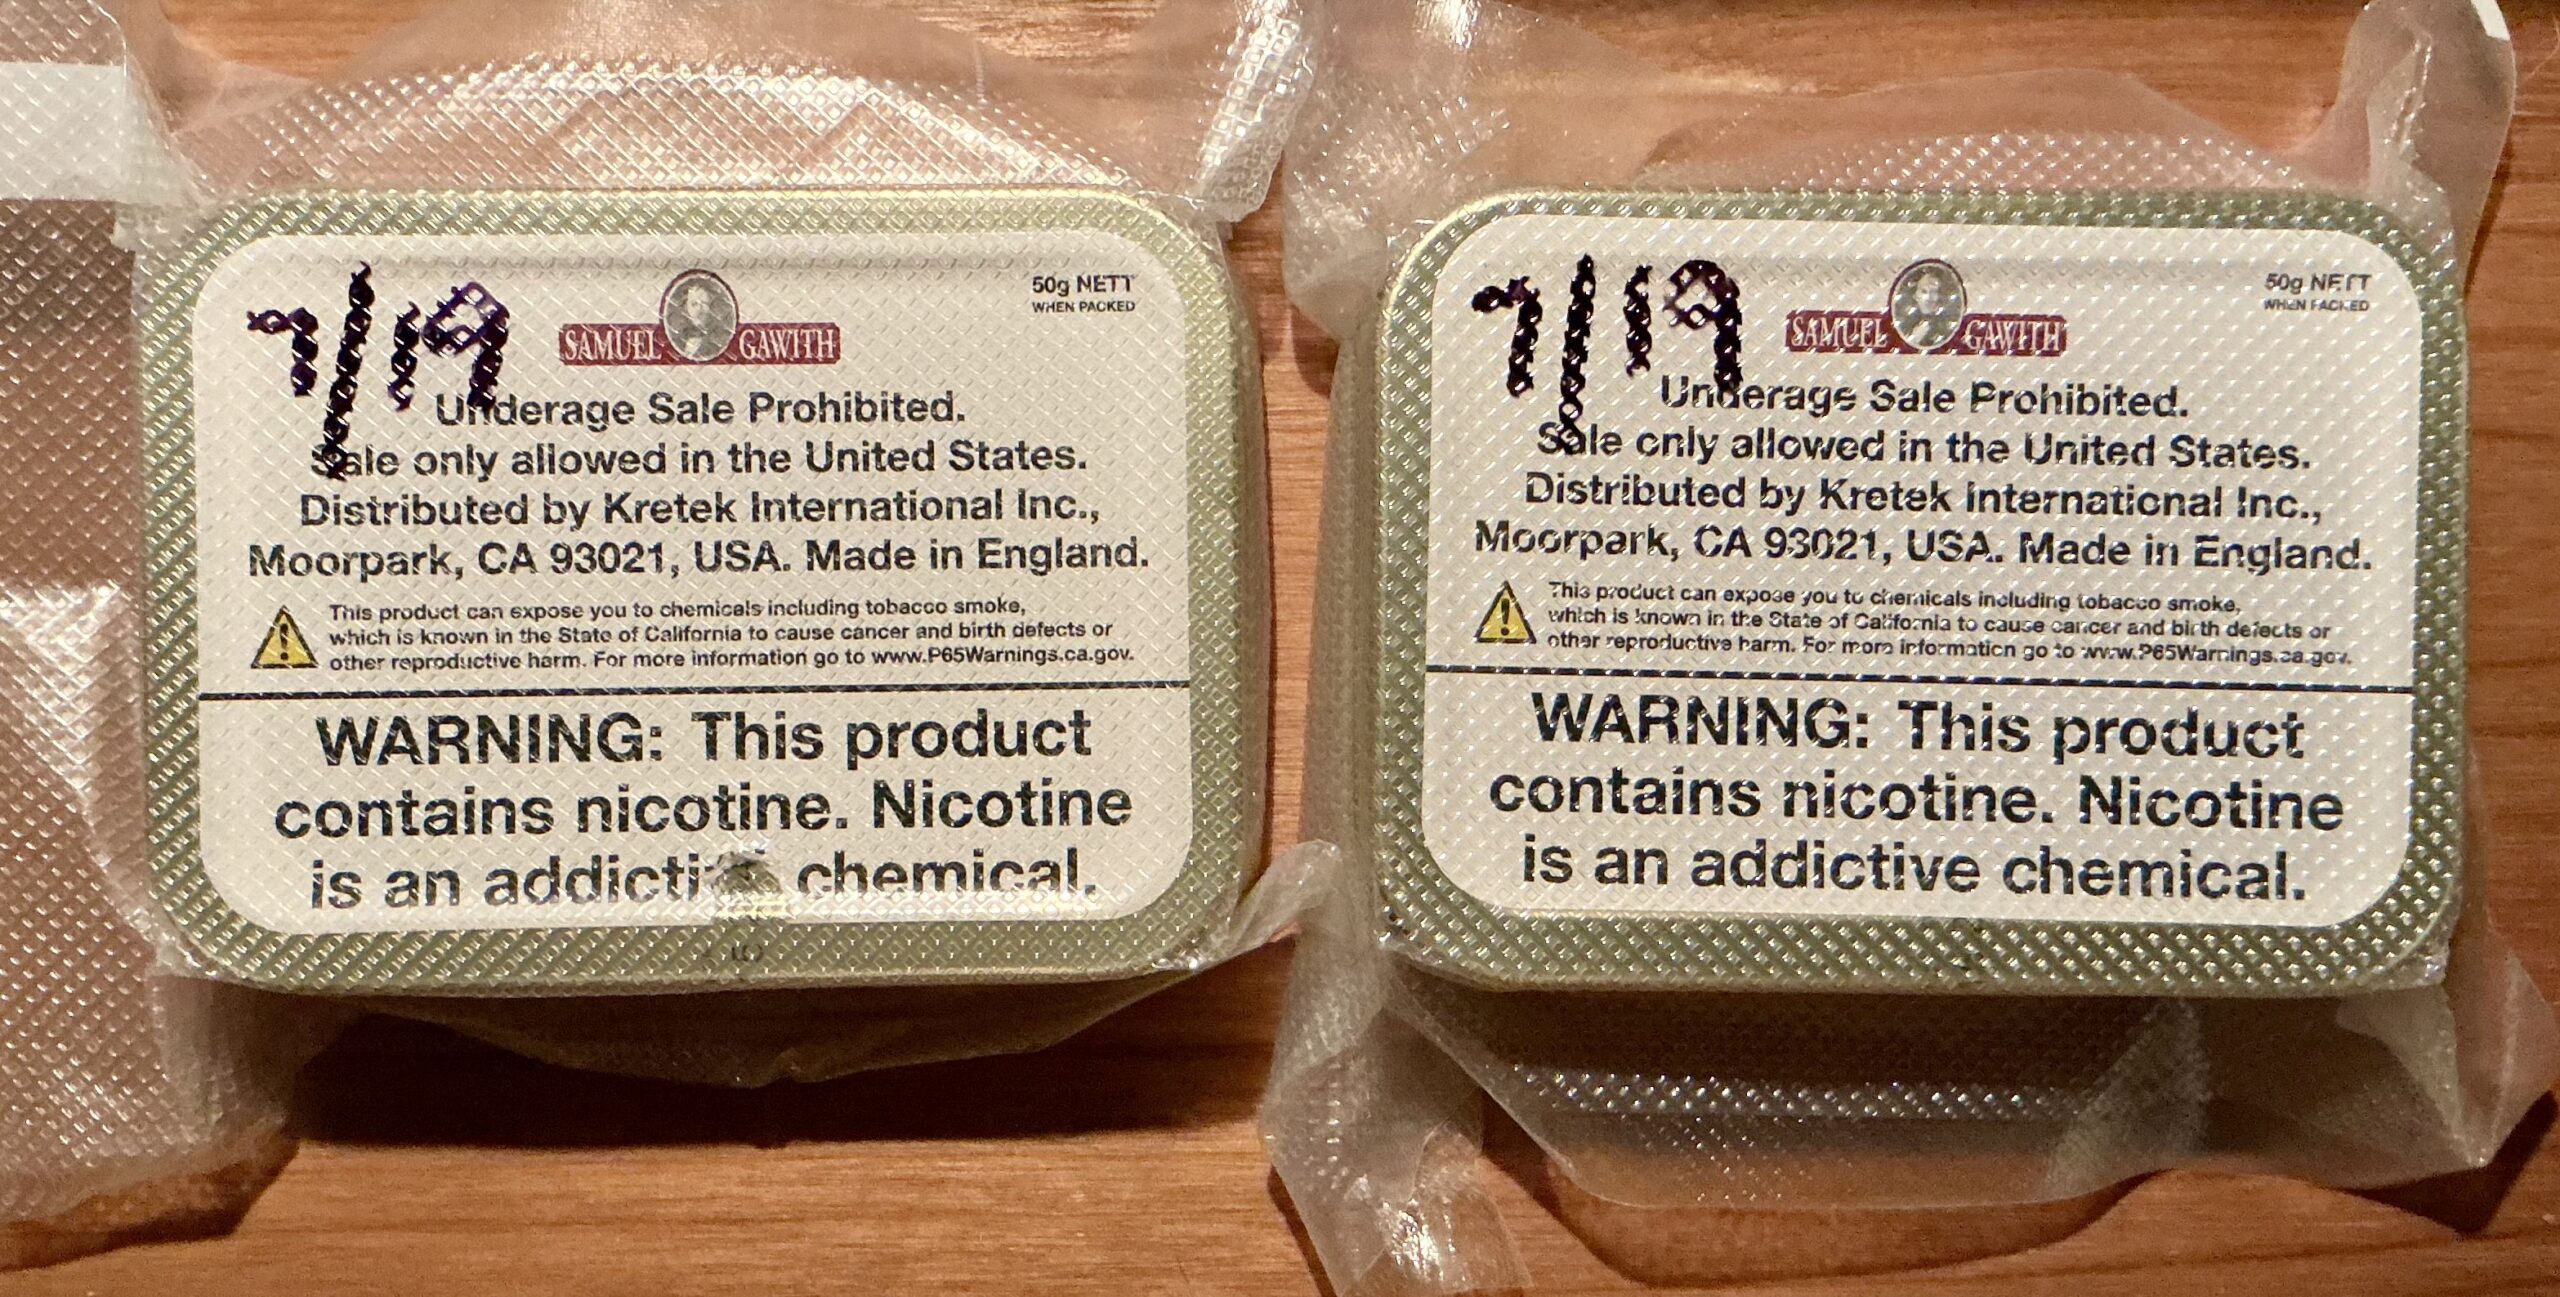 7/19
SAMUEL GAWITH
50g NETT
WHEN PACKED
Underage Sale Prohibited.
Sale only allowed in the United States.
Distributed by Kretek International Inc.,
Moorpark, CA 93021, USA. Made in England.
This product can expose you to chemicals including tobacco smoke,
which is known in the State of California to cause cancer and birth defects or
other reproductive harm. For more information go to www.P65Warnings.ca.gov.
WARNING: This product
contains nicotine. Nicotine
is an chemical.
7/19
SAMUEL GAWITH
50g NETT
WHEN PACKED
Underage Sale Prohibited.
Sale only allowed in the United States.
Distributed by Kretek International Inc.,
Moorpark, CA 93021, USA. Made in England.
This product can expose you to chemicals including tobacco smoke,
which is known in the State of California to cause cancer and birth defects or
other reproductive harm. For more information go to www.P65Warnings.ca.gov.
WARNING: This product
contains nicotine. Nicotine
is an addictive chemical.